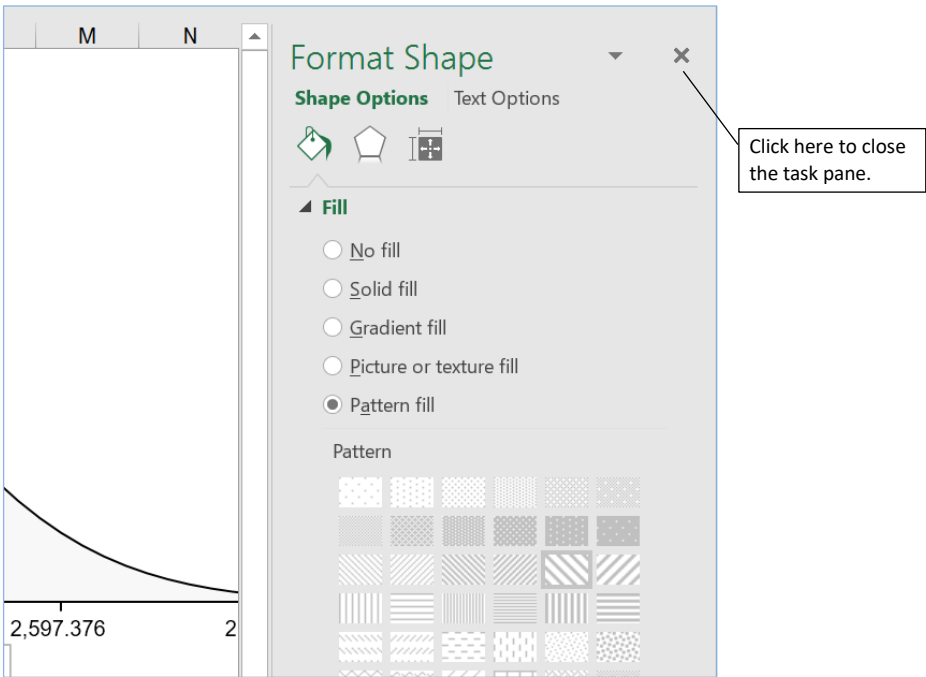 M N
Format Shape
Shape Options Text Options
Click here to close
the task pane.
Fill
No fill
Solid fill
Gradient fill
Picture or texture fill
Pattern fill
Pattern
2,597.376 2